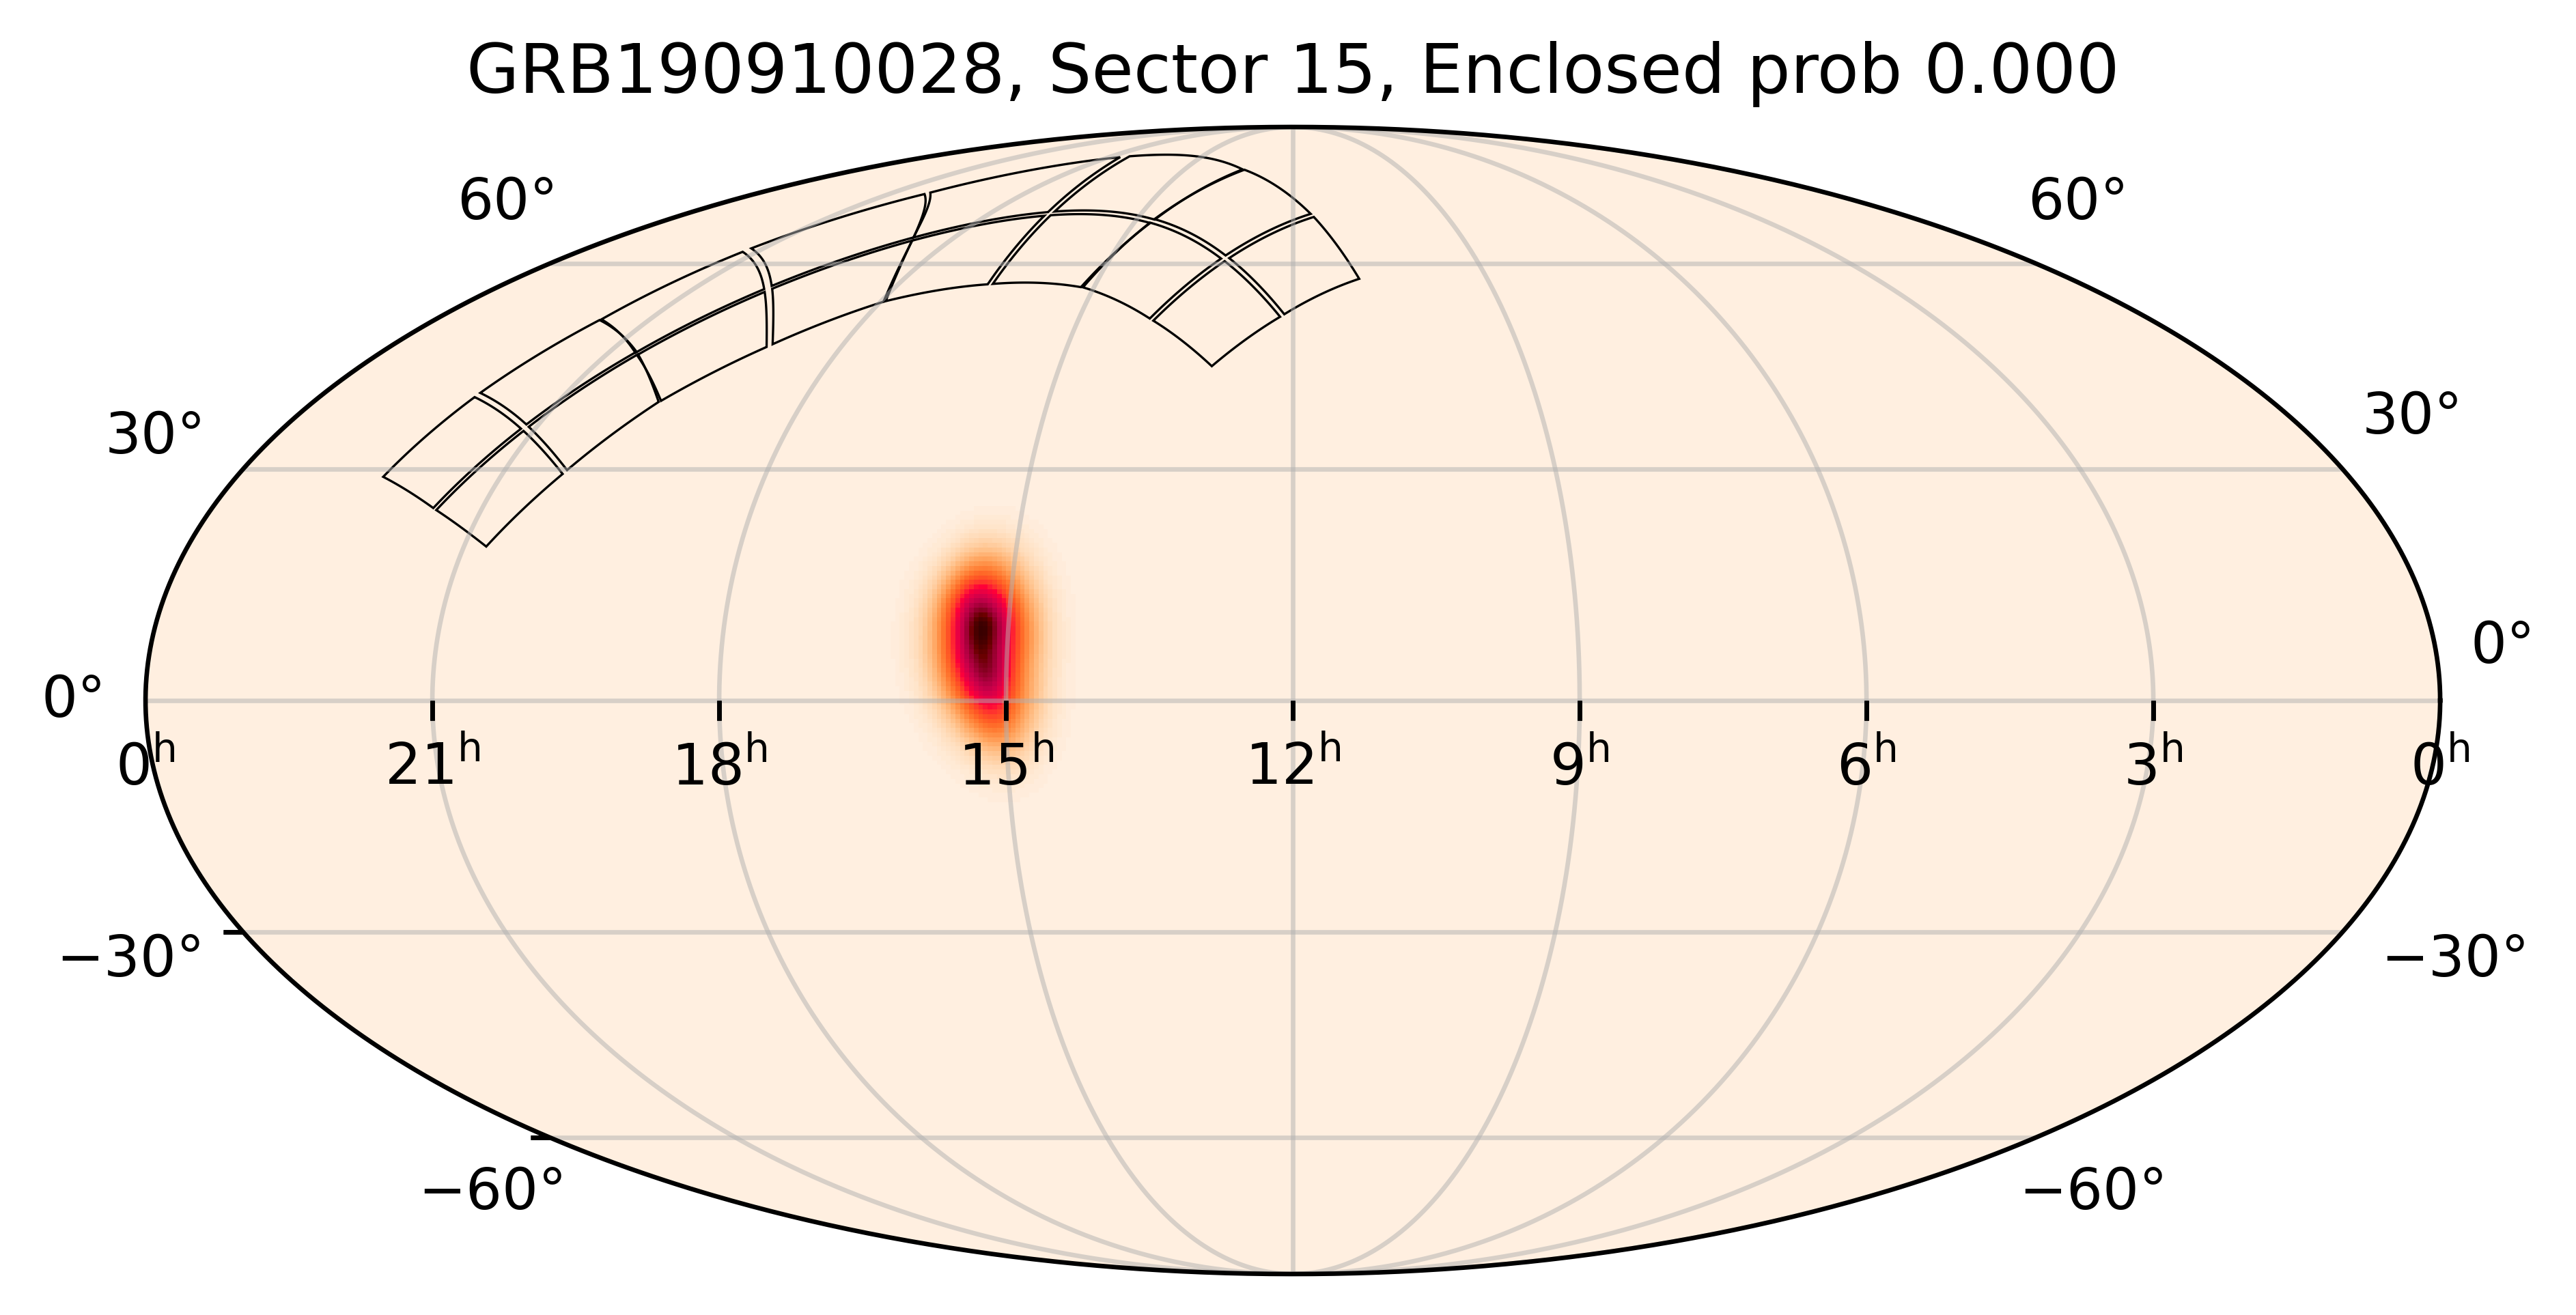 GRB190910028, Sector 15, Enclosed prob 0.000
60° 60°
30° 30°
0° 0°
0ʰ 21ʰ 18ʰ 15ʰ 12ʰ 9ʰ 6ʰ 3ʰ 0ʰ
−30° −30°
−60° −60°